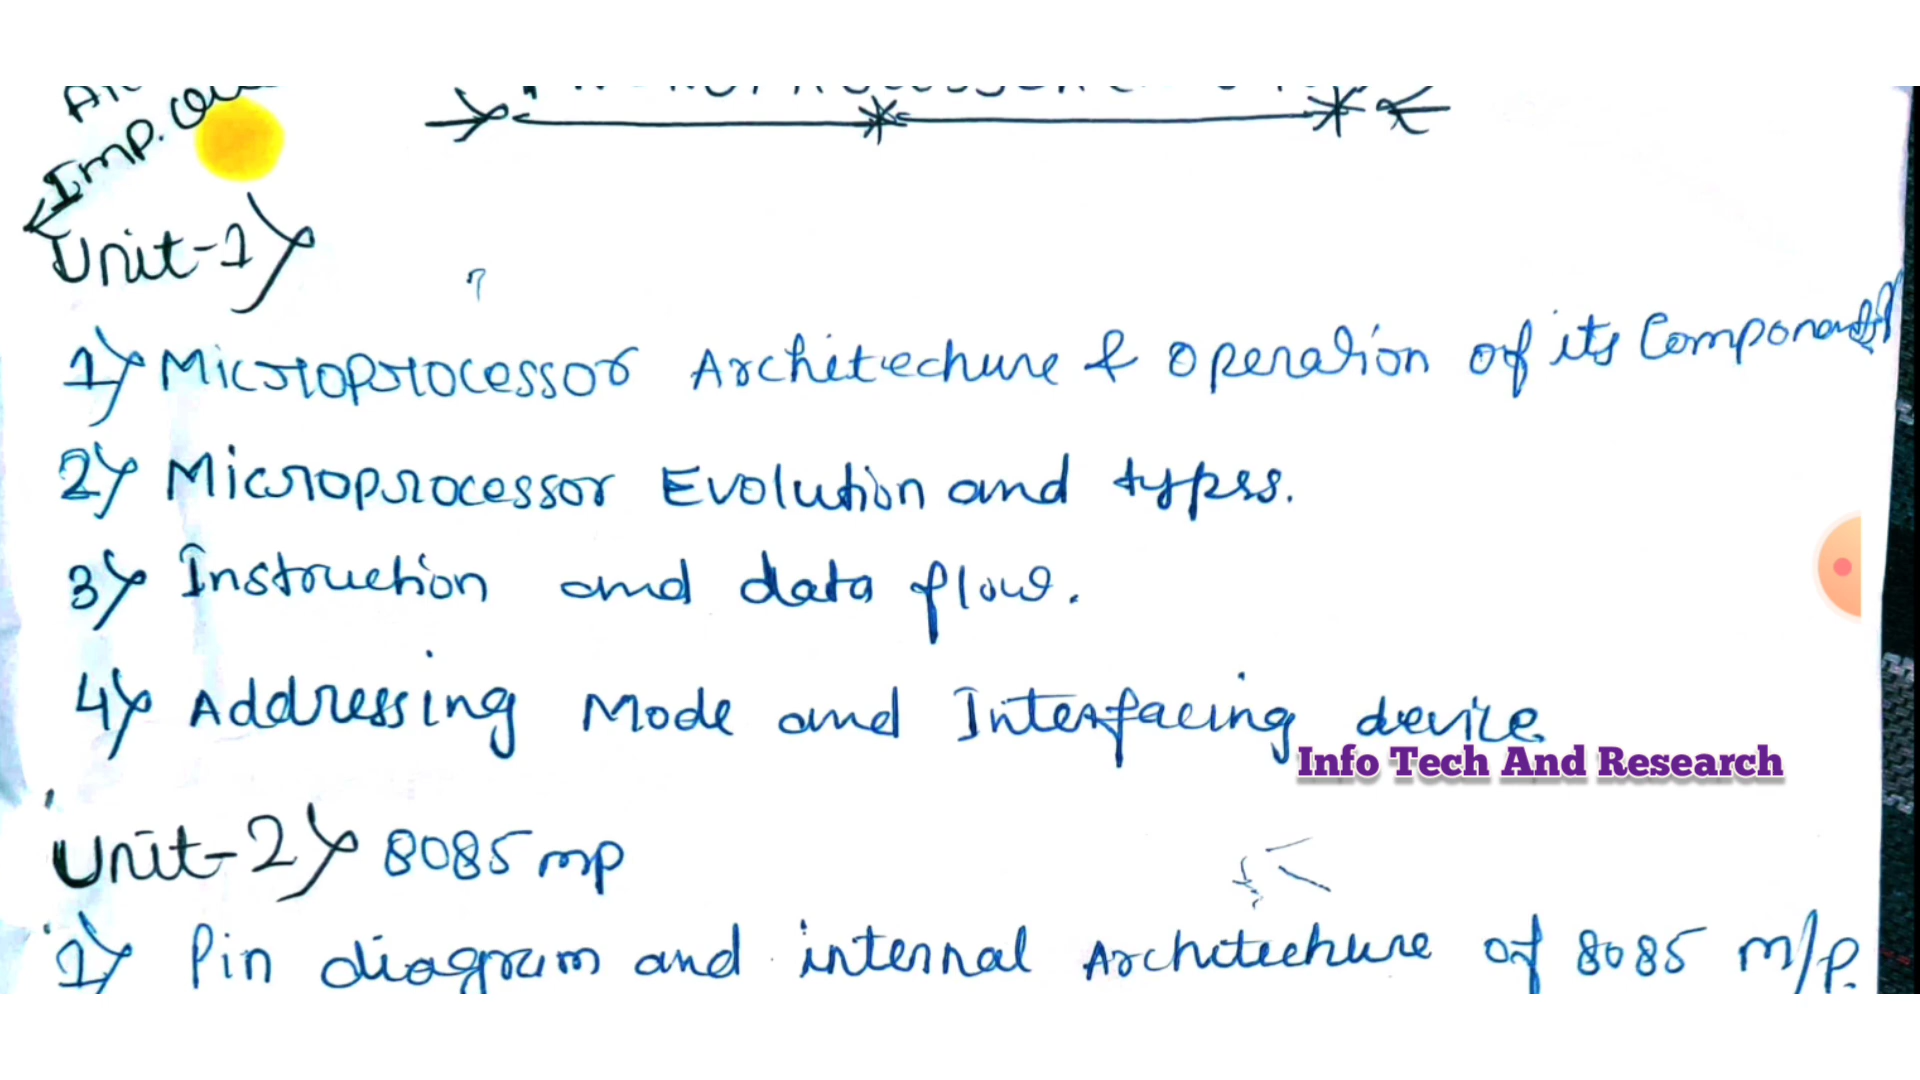 Imp.
Unit-1
1) Microprocessor Architechure & operation of its Components
2) Microprocessor Evolution and types.
3) Instruction and data flow.
4) Addressing Mode and Interfacing device
Info Tech And Research
Unit-2 8085 mp
1) Pin diagram and internal Architechure of 8085 m/p.